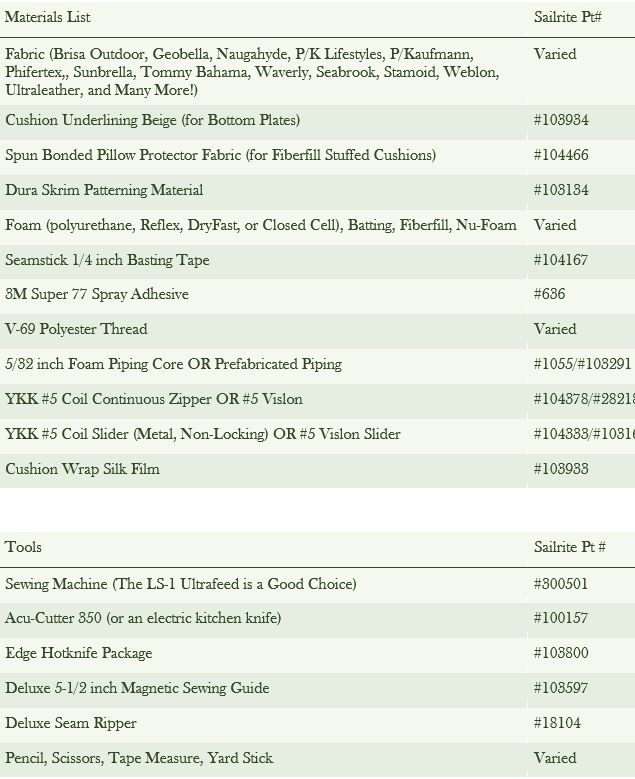 Materials List Sailrite Pt#
Fabric (Brisa Outdoor, Geobella, Naugahyde, P/K Lifestyles, P/Kaufmann, Varied
Phifertex,, Sunbrella, Tommy Bahama, Waverly, Seabrook, Stamoid, Weblon,
Ultraleather, and Many More!)
Cushion Underlining Beige (for Bottom Plates) #103934
Spun Bonded Pillow Protector Fabric (for Fiberfill Stuffed Cushions) #104466
Dura Skrim Patterning Material #103134
Foam (polyurethane, Reflex, DryFast, or Closed Cell), Batting, Fiberfill, Nu-Foam Varied
Seamstick 1/4 inch Basting Tape #104167
3M Super 77 Spray Adhesive #636
V-69 Polyester Thread Varied
5/32 inch Foam Piping Core OR Prefabricated Piping #1055/#103291
YKK #5 Coil Continuous Zipper OR #5 Vislon #104378/#28218
YKK #5 Coil Slider (Metal, Non-Locking) OR #5 Vislon Slider #104333/#10316
Cushion Wrap Silk Film #103933
Tools Sailrite Pt #
Sewing Machine (The LS-1 Ultrafeed is a Good Choice) #300501
Acu-Cutter 350 (or an electric kitchen knife) #100157
Edge Hotknife Package #103800
Deluxe 5-1/2 inch Magnetic Sewing Guide #103597
Deluxe Seam Ripper #18104
Pencil, Scissors, Tape Measure, Yard Stick Varied